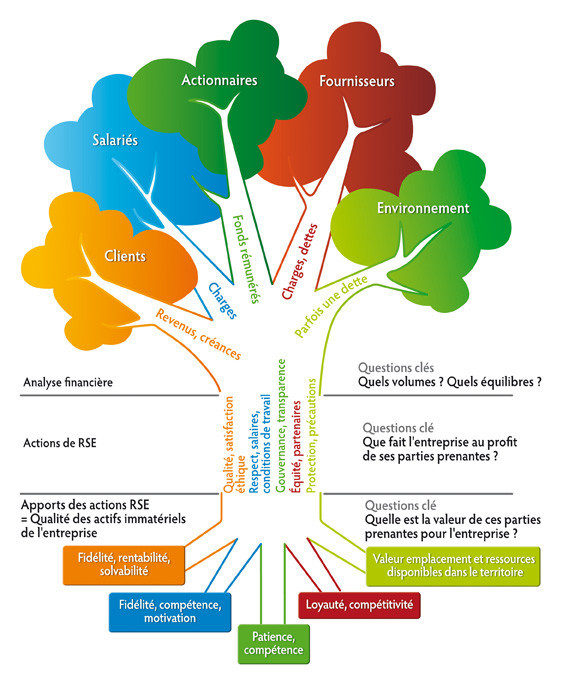 Actionnaires
Fournisseurs
Salariés
Environnement
Clients
Revenus, créances
Charges
Fonds rémunérés
Charges, dettes
Parfois une dette
Analyse financière
Questions clés
Quels volumes ? Quels équilibres ?
Actions de RSE
Qualité, satisfaction
éthique
Respect, salaires,
conditions de travail
Gouvernance, transparence
Équité, partenaires
Protection, précautions
Questions clé
Que fait l'entreprise au profit
de ses parties prenantes ?
Apports des actions RSE
= Qualité des actifs immatériels
de l'entreprise
Questions clé
Quelle est la valeur de ces parties
prenantes pour l'entreprise ?
Fidélité, rentabilité,
solvabilité
Valeur emplacement et ressources
disponibles dans le territoire
Fidélité, compétence,
motivation
Loyauté, compétitivité
Patience,
compétence